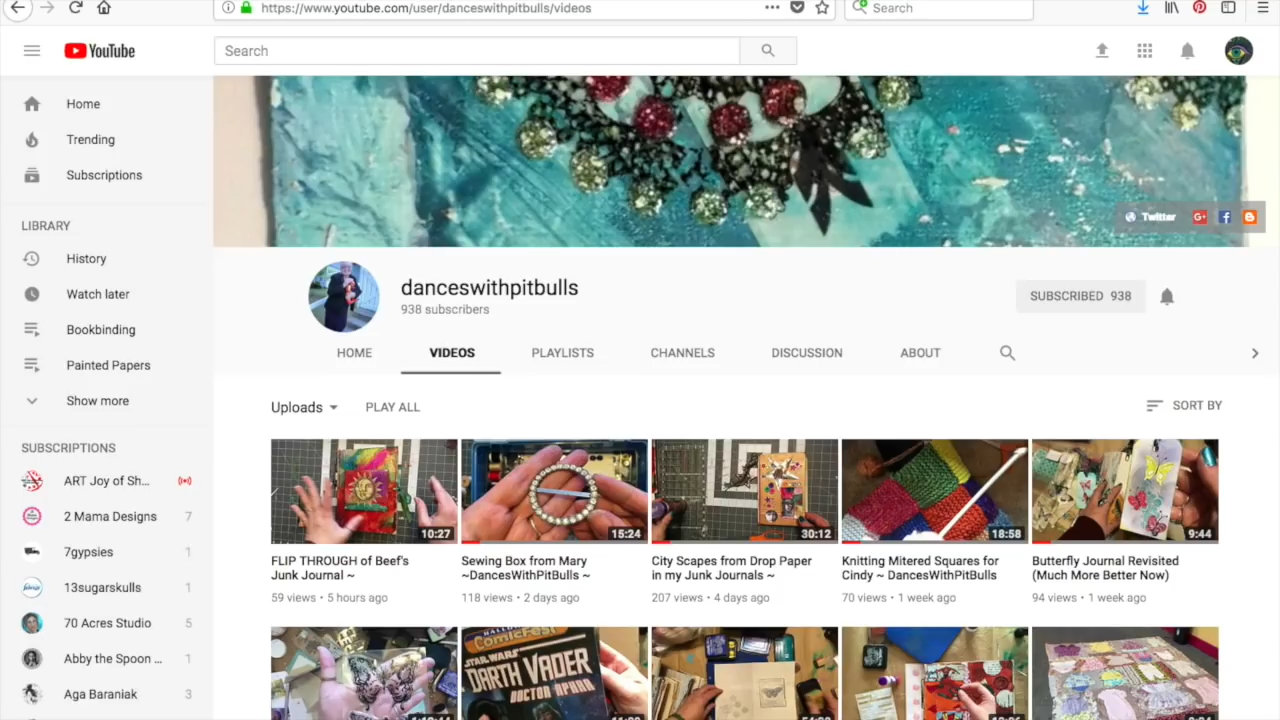 https://www.youtube.com/user/danceswithpitbulls/videos
Search
YouTube
Search
Home
Trending
Subscriptions
LIBRARY
History
Watch later
Bookbinding
Painted Papers
Show more
SUBSCRIPTIONS
ART Joy of Sh...
2 Mama Designs 7
7gypsies 1
13sugarskulls 1
70 Acres Studio 5
Abby the Spoon ... 1
Aga Baraniak 3
Twitter
danceswithpitbulls
938 subscribers
SUBSCRIBED 938
HOME VIDEOS PLAYLISTS CHANNELS DISCUSSION ABOUT
Uploads PLAY ALL SORT BY
10:27
FLIP THROUGH of Beef's
Junk Journal ~
59 views • 5 hours ago
15:24
Sewing Box from Mary
~DancesWithPitBulls ~
118 views • 2 days ago
30:12
City Scapes from Drop Paper
in my Junk Journals ~
207 views • 4 days ago
18:58
Knitting Mitered Squares for
Cindy ~ DancesWithPitBulls
70 views • 1 week ago
9:44
Butterfly Journal Revisited
(Much More Better Now)
94 views • 1 week ago
COMICFEST
STAR WARS
DARTH VADER
DOCTOR APHRA